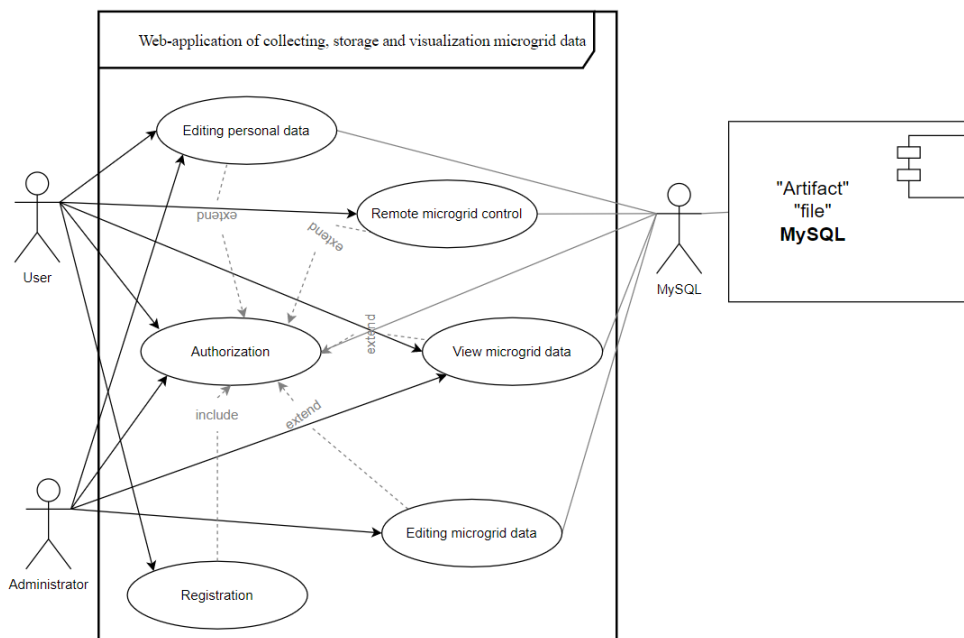 Web-application of collecting, storage and visualization microgrid data
Editing personal data
"Artifact"
"file"
MySQL
extend
Remote microgrid control
extend
User
MySQL
Authorization
extend
View microgrid data
include
extend
Editing microgrid data
Administrator
Registration